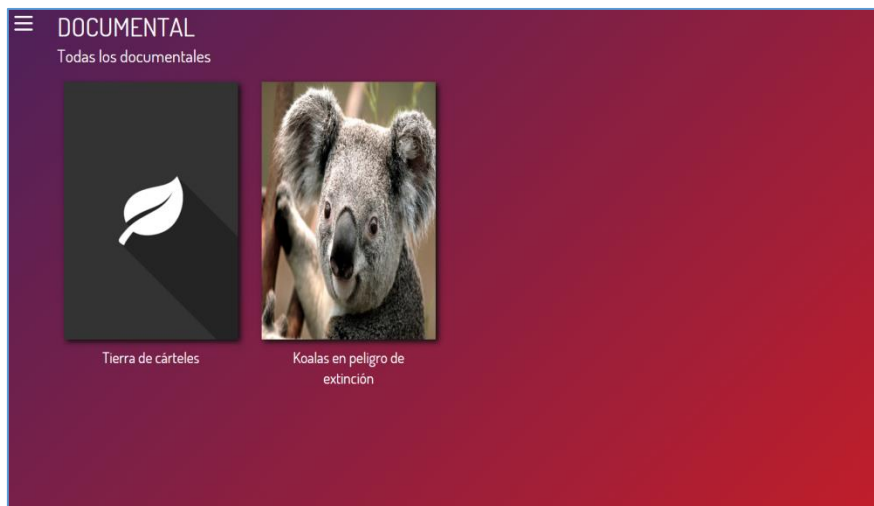 DOCUMENTAL
Todas los documentales
Tierra de cárteles
Koalas en peligro de
extinción